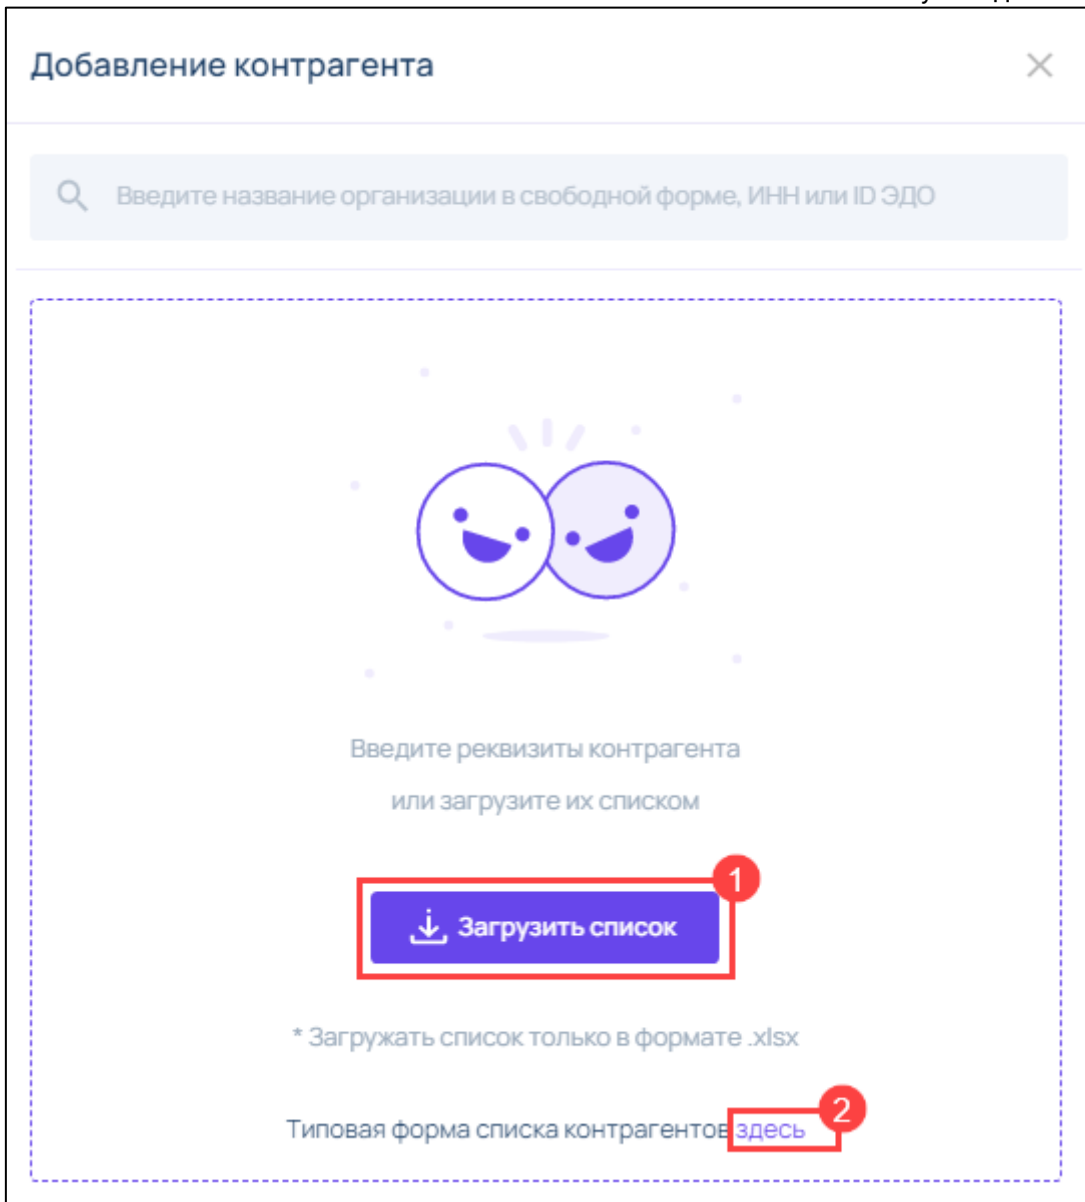 Добавление контрагента
Введите название организации в свободной форме, ИНН или ID ЭДО
Введите реквизиты контрагента
или загрузите их списком
1
Загрузить список
* Загружать список только в формате .xlsx
2
Типовая форма списка контрагентов здесь